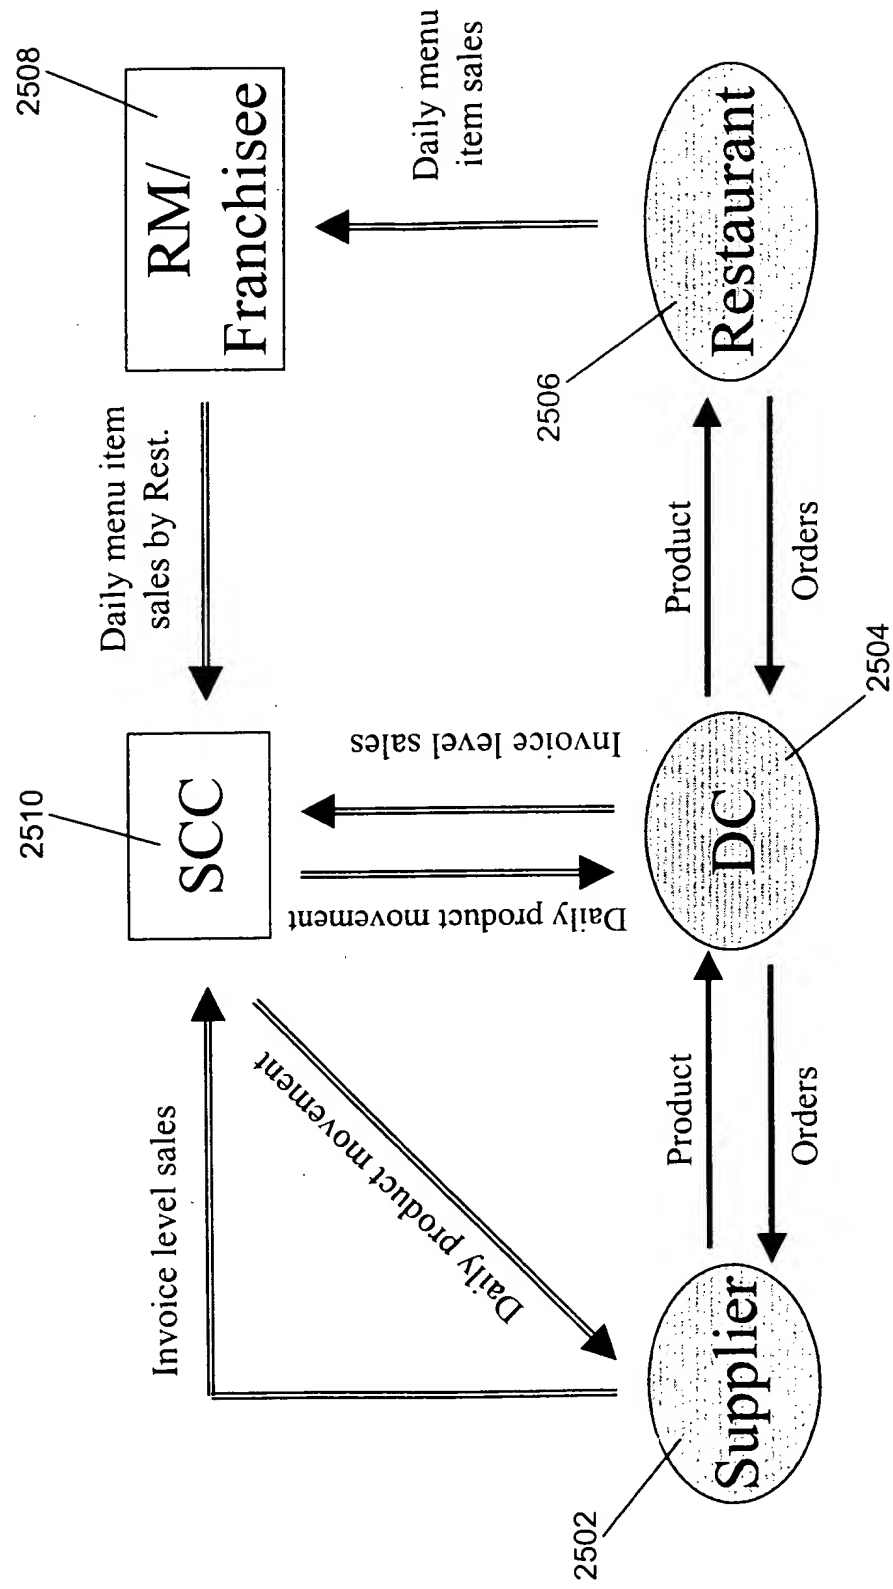 2510
SCC
Daily menu item
sales by Rest.
2508
RM/
Franchisee
Invoice level sales
Daily product movement
Daily product movement
Invoice level sales
Daily menu
item sales
2502
Supplier
Product
Orders
2504
DC
Product
Orders
2506
Restaurant